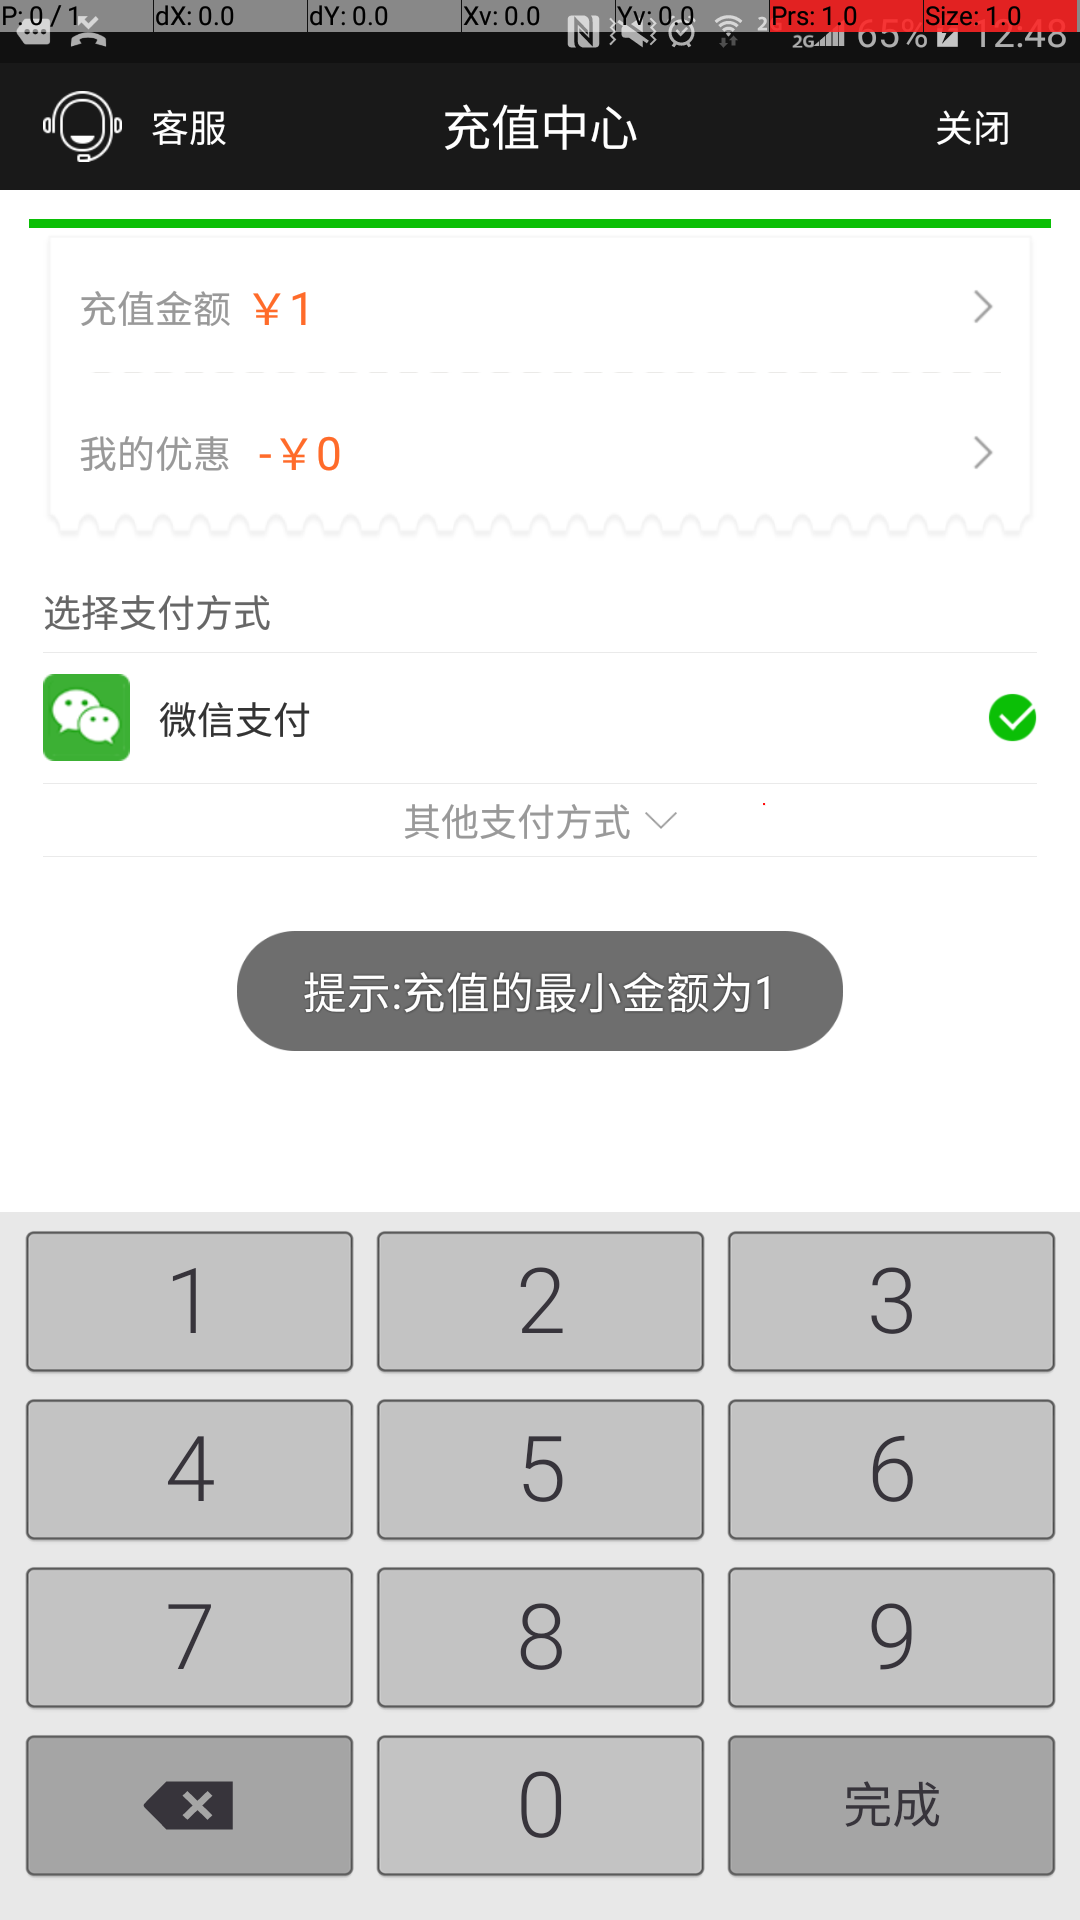 P: 0 / 1 dX: 0.0 dY: 0.0 Xv: 0.0 Yv: 0.0 Prs: 1.0 Size: 1.0
2G 65% 12:48
客服 充值中心 关闭
充值金额 ¥1
我的优惠 -¥0
选择支付方式
微信支付
其他支付方式
提示:充值的最小金额为1
1 2 3
4 5 6
7 8 9
0 完成